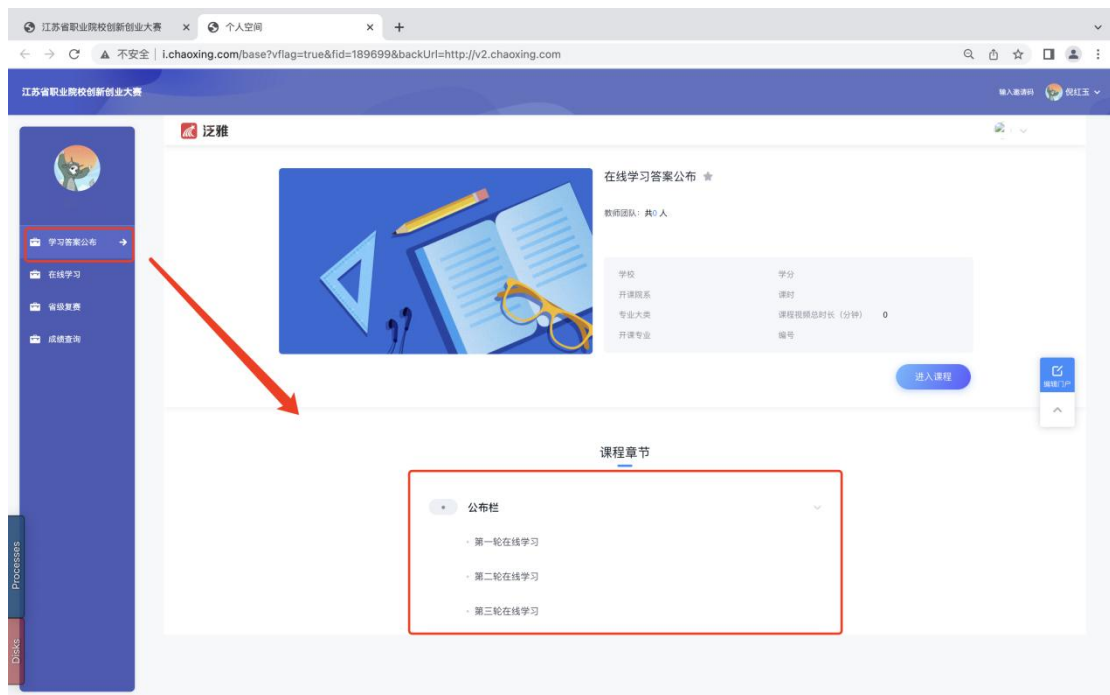 江苏省职业院校创新创业大赛 × 个人空间 × +
不安全 | i.chaoxing.com/base?vflag=true&fid=189699&backUrl=http://v2.chaoxing.com
江苏省职业院校创新创业大赛
输入邀请码 倪红玉
泛雅
学习答案公布
在线学习
省级复赛
成绩查询
在线学习答案公布
教师团队: 共0 人
学校 学分
开课院系 课时
专业大类 课程视频总时长（分钟） 0
开课专业 编号
进入课程
编辑门户
课程章节
公布栏
第一轮在线学习
第二轮在线学习
第三轮在线学习
Processes
Disks